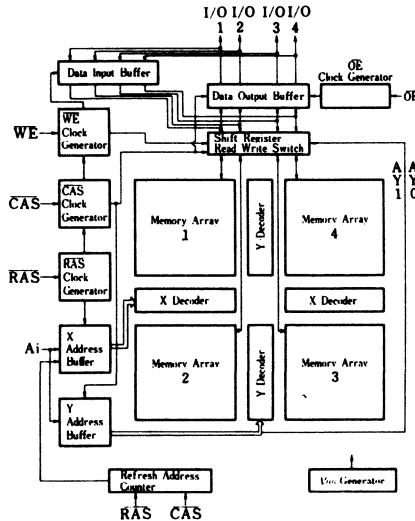 I/O I/O I/O I/O
1 2 3 4
Data Input Buffer
OE
Clock Generator
Data Output Buffer
OE
WE
WE
Clock
Generator
Shift Register
Read Write Switch
AY1
AY0
CAS
CAS
Clock
Generator
Memory Array
1
Y Decoder
Memory Array
4
RAS
RAS
Clock
Generator
X Decoder
X Decoder
Ai
X
Address
Buffer
Memory Array
2
Y Decoder
Memory Array
3
Y
Address
Buffer
Refresh Address
Counter
Generator
RAS CAS